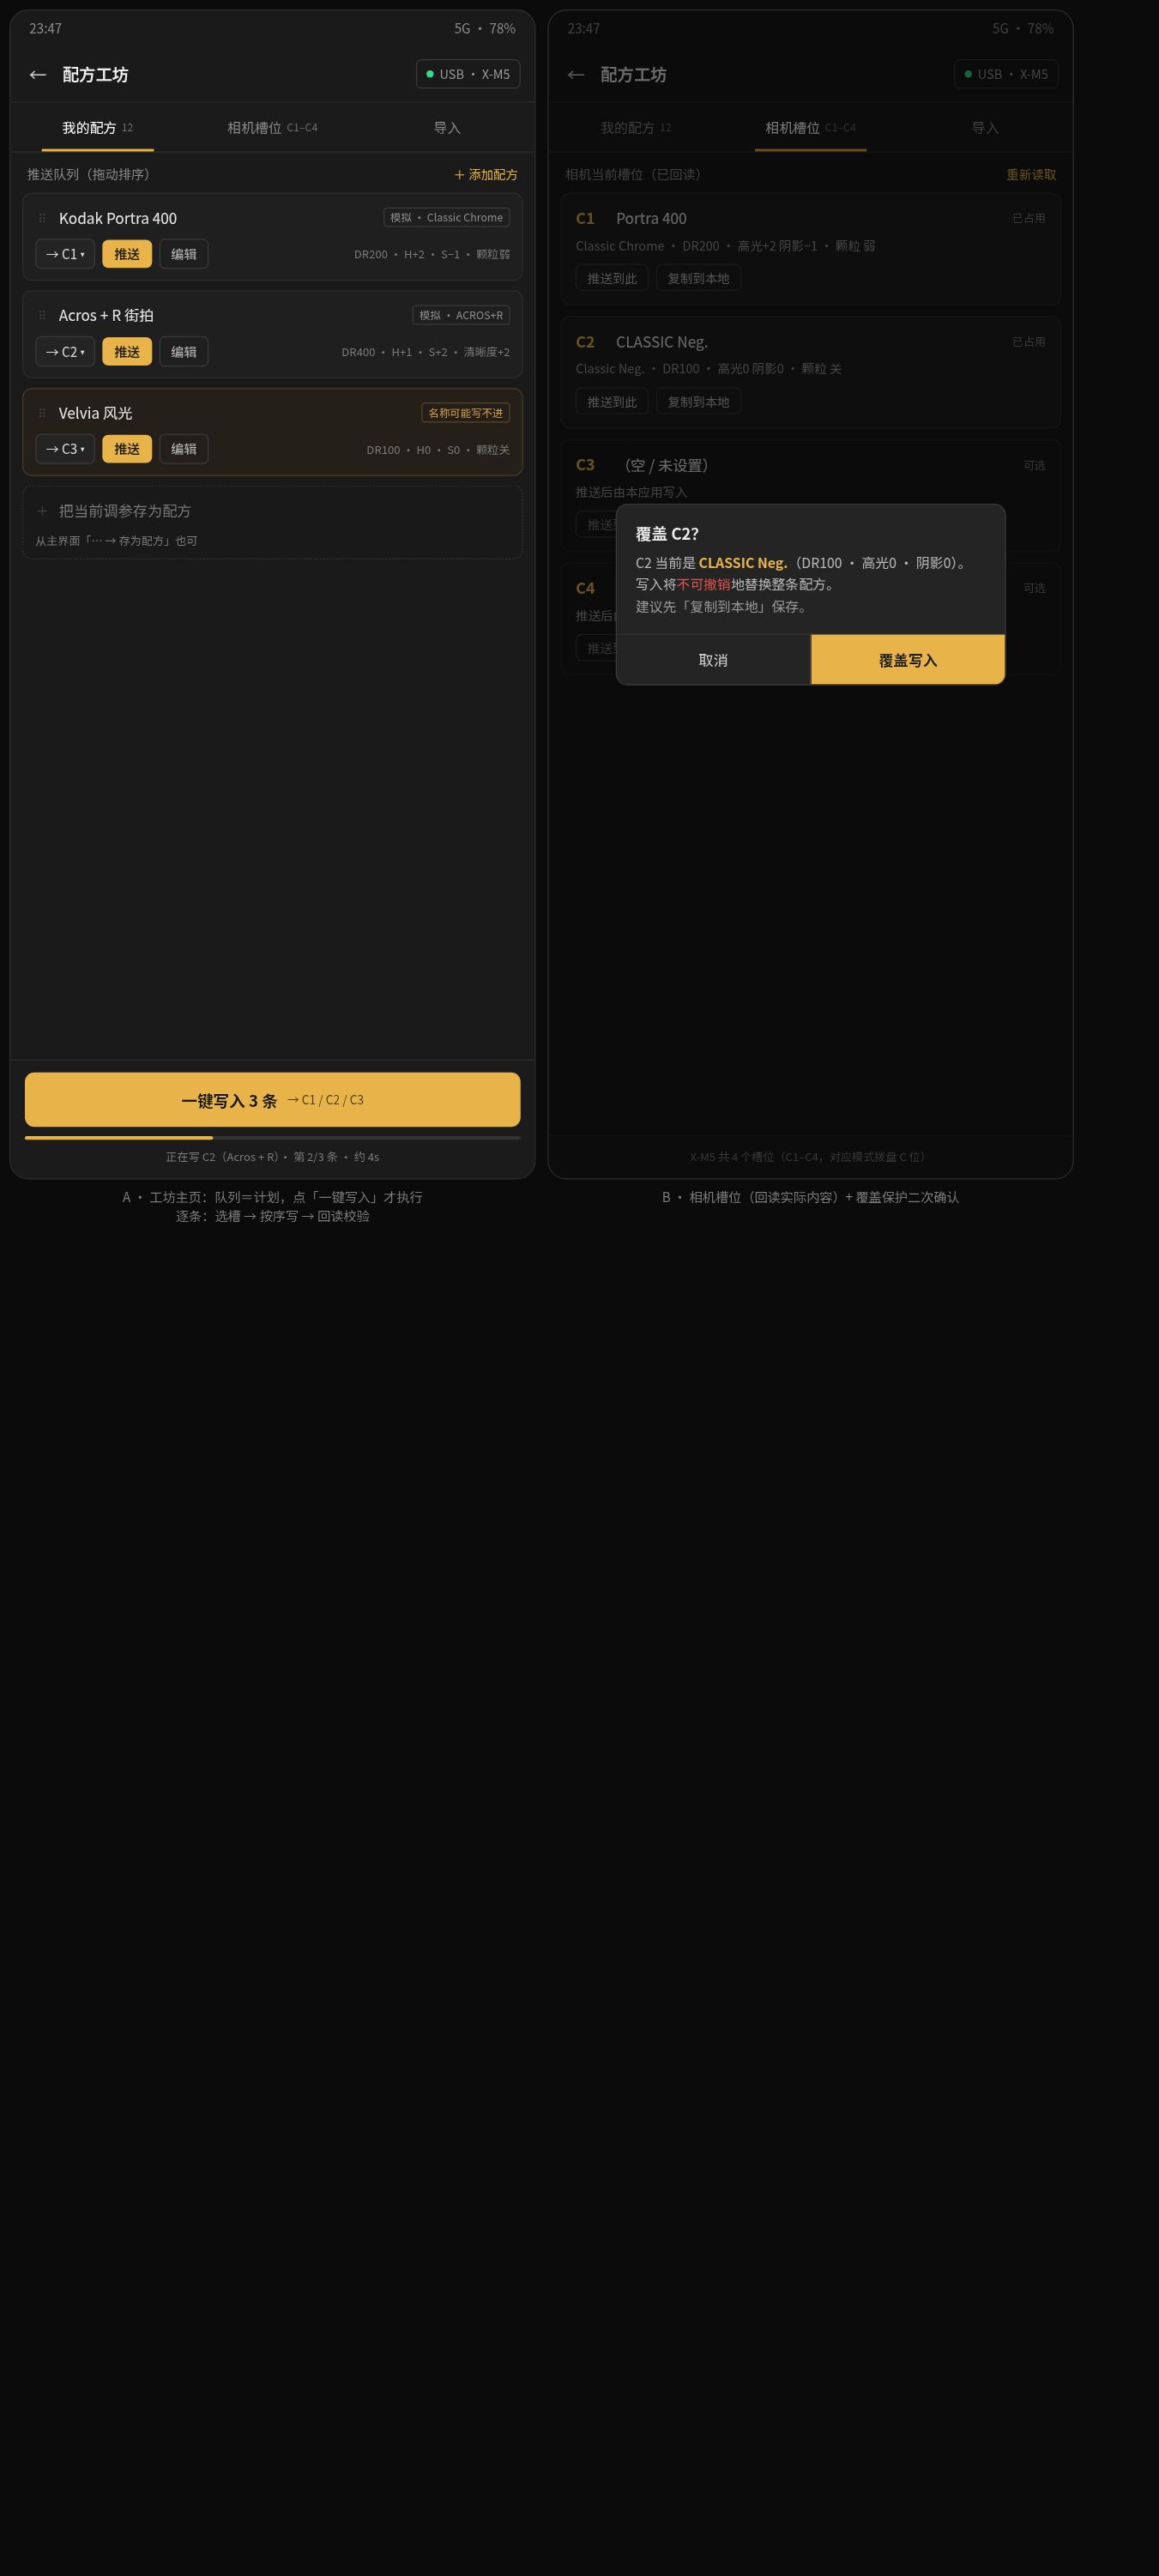 23:47
5G · 78%
← 配方工坊
USB · X-M5
我的配方 12
相机槽位 C1–C4
导入
推送队列（拖动排序）
＋ 添加配方
Kodak Portra 400
模拟 · Classic Chrome
→ C1 ▾
推送
编辑
DR200 · H+2 · S−1 · 颗粒弱
Acros + R 街拍
模拟 · ACROS+R
→ C2 ▾
推送
编辑
DR400 · H+1 · S+2 · 清晰度+2
Velvia 风光
名称可能写不进
→ C3 ▾
推送
编辑
DR100 · H0 · S0 · 颗粒关
＋ 把当前调参存为配方
从主界面「⋯ → 存为配方」也可
一键写入 3 条 → C1 / C2 / C3
正在写 C2（Acros + R）· 第 2/3 条 · 约 4s
A · 工坊主页：队列＝计划，点「一键写入」才执行
逐条：选槽 → 按序写 → 回读校验
23:47
5G · 78%
← 配方工坊
USB · X-M5
我的配方 12
相机槽位 C1–C4
导入
相机当前槽位（已回读）
重新读取
C1 Portra 400
已占用
Classic Chrome · DR200 · 高光+2 阴影−1 · 颗粒 弱
推送到此
复制到本地
C2 CLASSIC Neg.
已占用
Classic Neg. · DR100 · 高光0 阴影0 · 颗粒 关
推送到此
复制到本地
C3 （空 / 未设置）
可选
推送后由本应用写入
推送
覆盖 C2？
C2 当前是 CLASSIC Neg.（DR100 · 高光0 · 阴影0）。
写入将不可撤销地替换整条配方。
建议先「复制到本地」保存。
取消
覆盖写入
C4
可选
推送后
推送
X-M5 共 4 个槽位（C1–C4，对应模式拨盘 C 位）
B · 相机槽位（回读实际内容）+ 覆盖保护二次确认